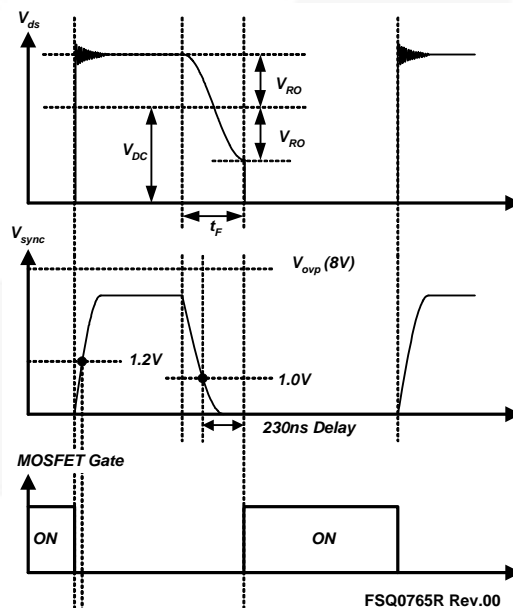 V_ds
V_RO
V_RO
V_DC
t_F
V_sync
V_ovp (8V)
1.2V
1.0V
230ns Delay
MOSFET Gate
ON
ON
FSQ0765R Rev.00